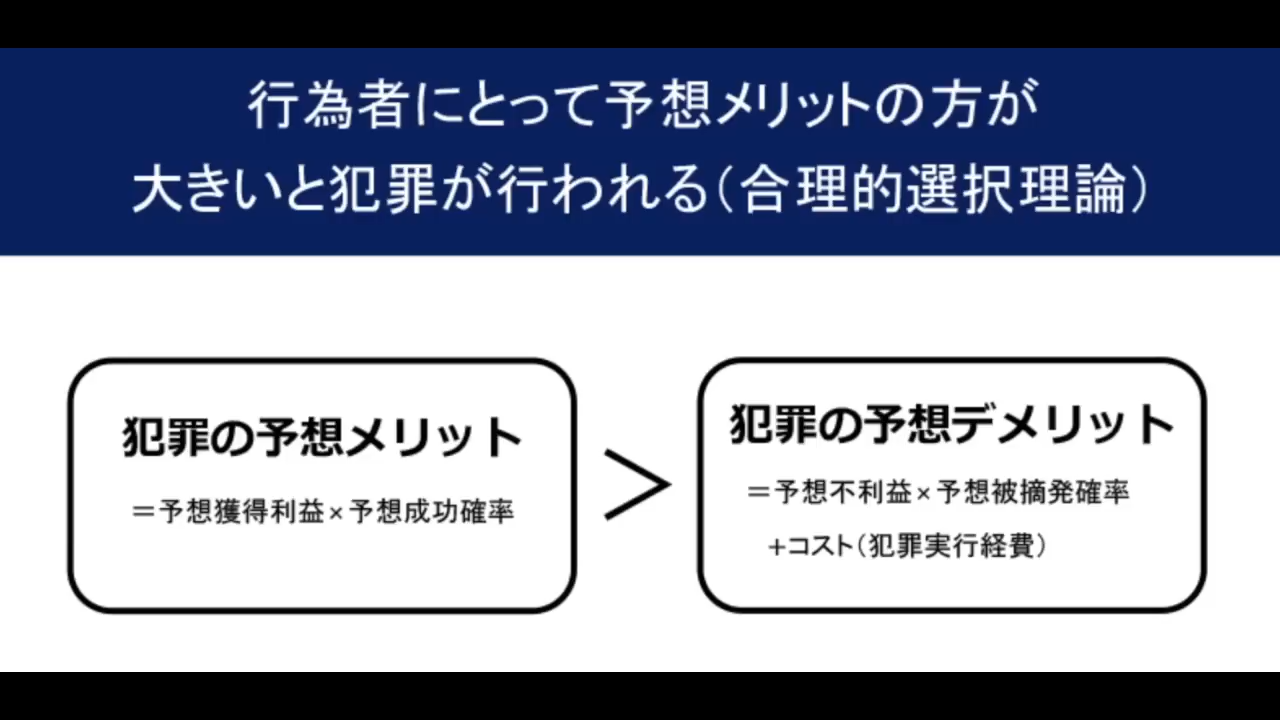 行為者にとって予想メリットの方が
大きいと犯罪が行われる（合理的選択理論）
犯罪の予想メリット
＝予想獲得利益×予想成功確率
＞
犯罪の予想デメリット
＝予想不利益×予想被摘発確率
+コスト（犯罪実行経費）